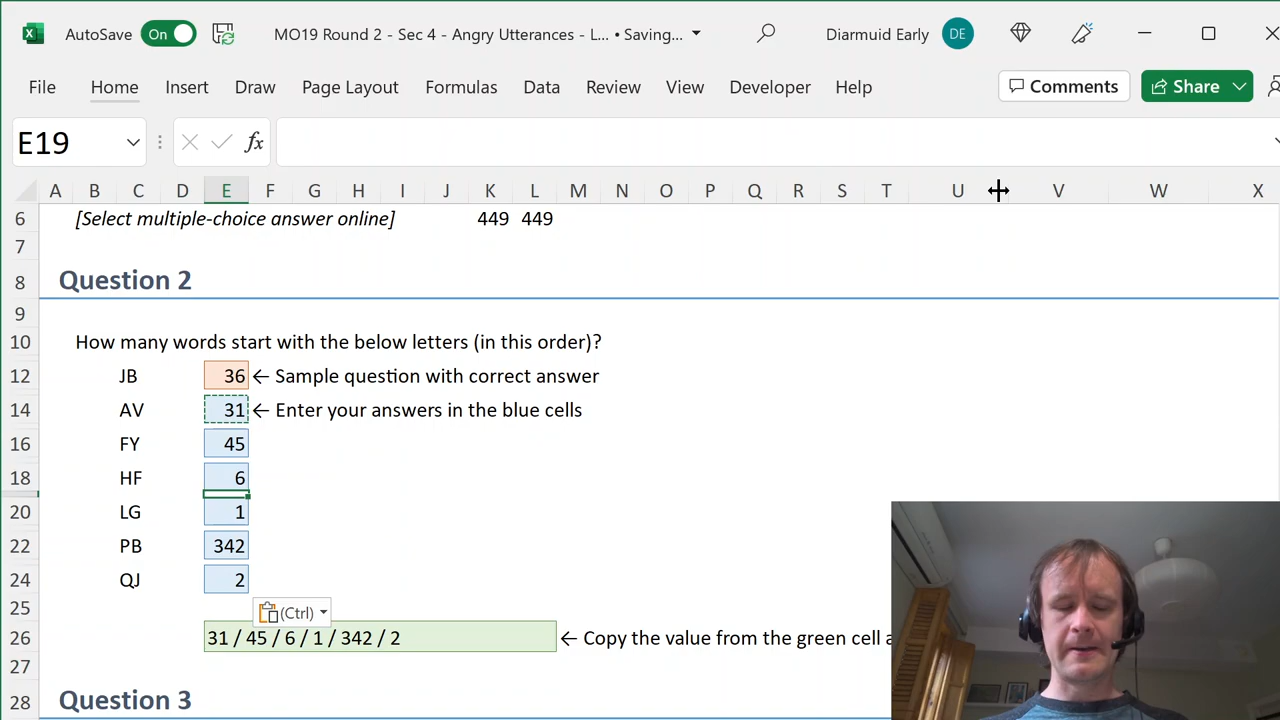 AutoSave On MO19 Round 2 - Sec 4 - Angry Utterances - L... • Saving... Diarmuid Early DE
File Home Insert Draw Page Layout Formulas Data Review View Developer Help Comments Share
E19 fx
A B C D E F G H I J K L M N O P Q R S T U V W X
6 [Select multiple-choice answer online] 449 449
7
8 Question 2
9
10 How many words start with the below letters (in this order)?
12 JB 36 ← Sample question with correct answer
14 AV 31 ← Enter your answers in the blue cells
16 FY 45
18 HF 6
20 LG 1
22 PB 342
24 QJ 2
25 (Ctrl)
26 31 / 45 / 6 / 1 / 342 / 2 ← Copy the value from the green cell a
27
28 Question 3